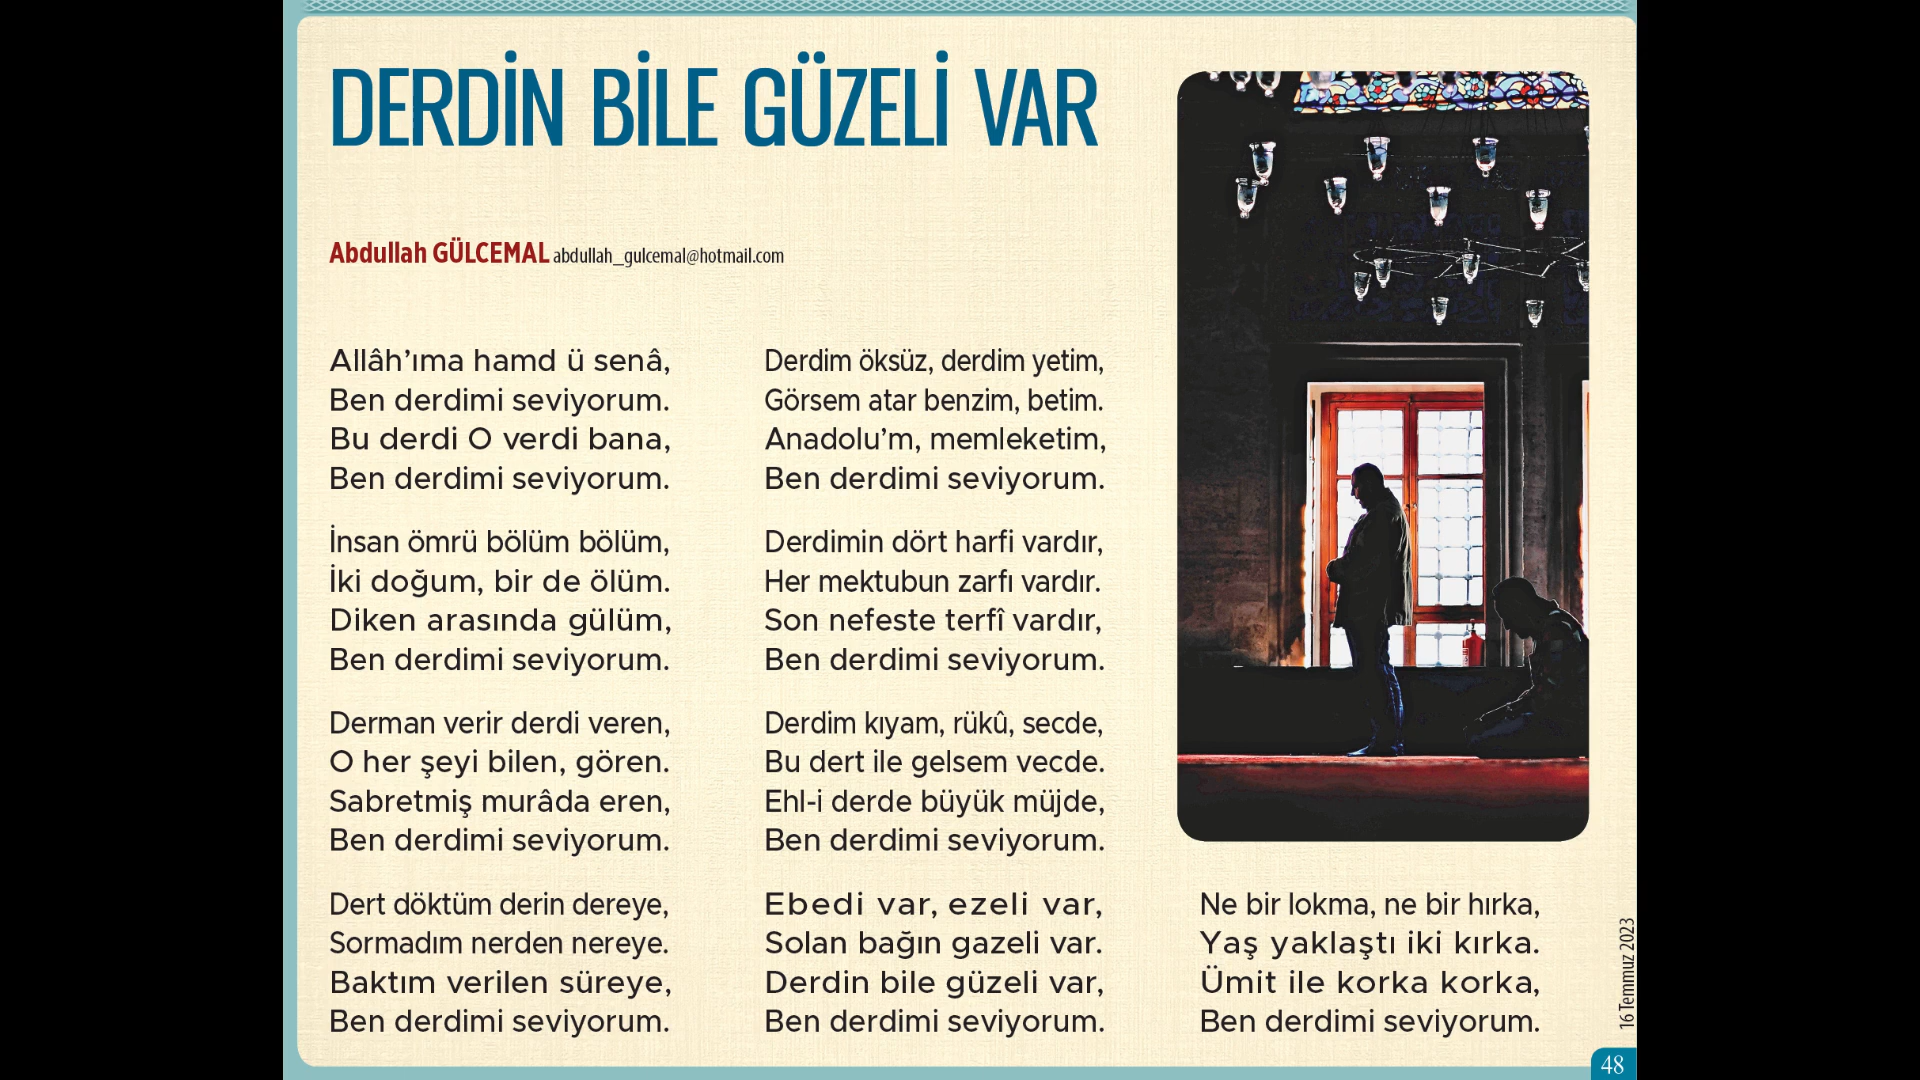 DERDİN BİLE GÜZELİ VAR
Abdullah GÜLCEMAL abdullah_gulcemal@hotmail.com
Allâh’ıma hamd ü senâ,
Ben derdimi seviyorum.
Bu derdi O verdi bana,
Ben derdimi seviyorum.
İnsan ömrü bölüm bölüm,
İki doğum, bir de ölüm.
Diken arasında gülüm,
Ben derdimi seviyorum.
Derman verir derdi veren,
O her şeyi bilen, gören.
Sabretmiş murâda eren,
Ben derdimi seviyorum.
Dert döktüm derin dereye,
Sormadım nerden nereye.
Baktım verilen süreye,
Ben derdimi seviyorum.
Derdim öksüz, derdim yetim,
Görsem atar benzim, betim.
Anadolu’m, memleketim,
Ben derdimi seviyorum.
Derdimin dört harfi vardır,
Her mektubun zarfı vardır.
Son nefeste terfî vardır,
Ben derdimi seviyorum.
Derdim kıyam, rükû, secde,
Bu dert ile gelsem vecde.
Ehl-i derde büyük müjde,
Ben derdimi seviyorum.
Ebedi var, ezeli var,
Solan bağın gazeli var.
Derdin bile güzeli var,
Ben derdimi seviyorum.
Ne bir lokma, ne bir hırka,
Yaş yaklaştı iki kırka.
Ümit ile korka korka,
Ben derdimi seviyorum.
16 Temmuz 2023
48